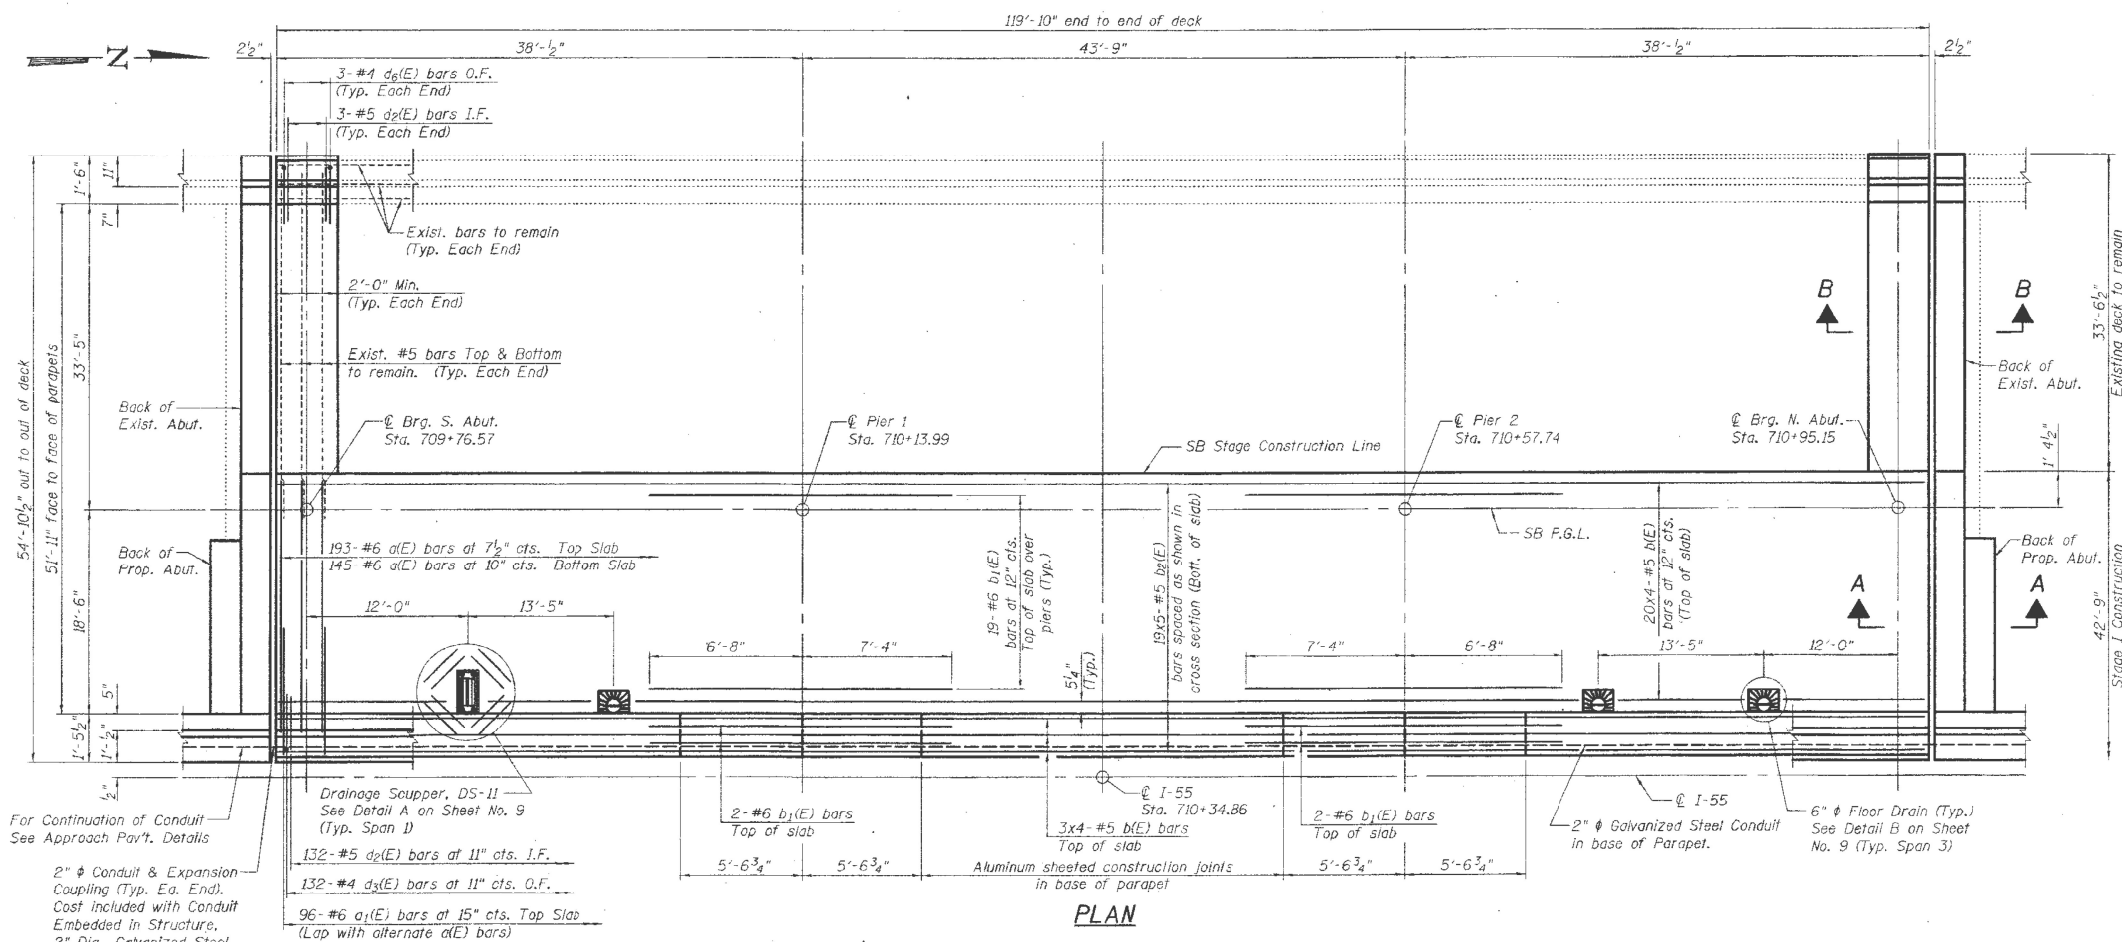 119'-10" end to end of deck
N
2½"
38'-½"
43'-9"
38'-½"
2½"
3-#4 d6(E) bars O.F.
(Typ. Each End)
3-#5 d2(E) bars I.F.
(Typ. Each End)
1'-6"
11"
7"
Exist. bars to remain
(Typ. Each End)
2'-0" Min.
(Typ. Each End)
Exist. #5 bars Top & Bottom
to remain. (Typ. Each End)
54'-10½" out to out of deck
51'-11" face to face of parapets
33'-5"
18'-6"
5"
1'-5½"
1'-½"
½"
Back of
Exist. Abut.
Back of
Prop. Abut.
℄ Brg. S. Abut.
Sta. 709+76.57
℄ Pier 1
Sta. 710+13.99
SB Stage Construction Line
℄ Pier 2
Sta. 710+57.74
℄ Brg. N. Abut.
Sta. 710+95.15
B
B
Back of
Exist. Abut.
33'-6½"
Existing deck to remain
1' 4½"
SB P.G.L.
Back of
Prop. Abut.
A
A
42'-9"
Stage I Construction
193-#6 a(E) bars at 7½" cts. Top Slab
145-#6 a(E) bars at 10" cts. Bottom Slab
12'-0"
13'-5"
6'-8"
7'-4"
19-#6 b1(E)
bars at 12" cts.
Top of slab over
piers (Typ.)
5¼"
(Typ.)
19x5-#5 b2(E)
bars spaced as shown in
cross section (Bott. of slab)
7'-4"
6'-8"
20x4-#5 b(E)
bars at 12" cts.
(Top of slab)
13'-5"
12'-0"
For Continuation of Conduit
See Approach Pav't. Details
2" ϕ Conduit & Expansion
Coupling (Typ. Ea. End).
Cost included with Conduit
Embedded in Structure,
2" Dia., Galvanized Steel
Drainage Scupper, DS-11
See Detail A on Sheet No. 9
(Typ. Span 1)
132-#5 d2(E) bars at 11" cts. I.F.
132-#4 d3(E) bars at 11" cts. O.F.
96-#6 a1(E) bars at 15" cts. Top Slab
(Lap with alternate a(E) bars)
2-#6 b1(E) bars
Top of slab
5'-6¾"
5'-6¾"
℄ I-55
Sta. 710+34.86
3x4-#5 b(E) bars
Top of slab
Aluminum sheeted construction joints
in base of parapet
2-#6 b1(E) bars
Top of slab
5'-6¾"
5'-6¾"
℄ I-55
2" ϕ Galvanized Steel Conduit
in base of Parapet.
6" ϕ Floor Drain (Typ.)
See Detail B on Sheet
No. 9 (Typ. Span 3)
PLAN